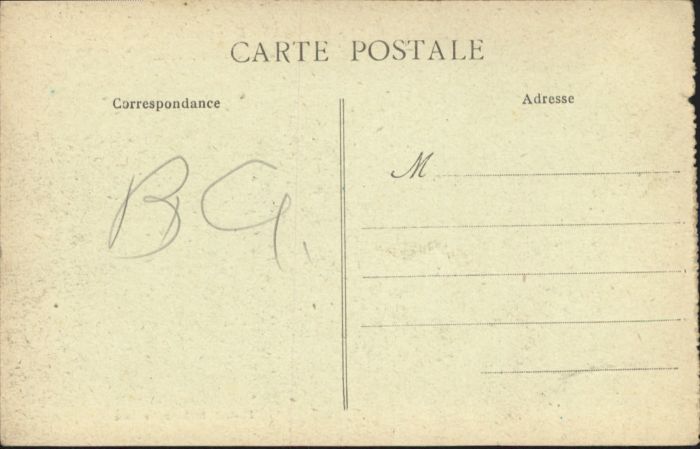 CARTE POSTALE
Correspondance
Adresse
M
BG.